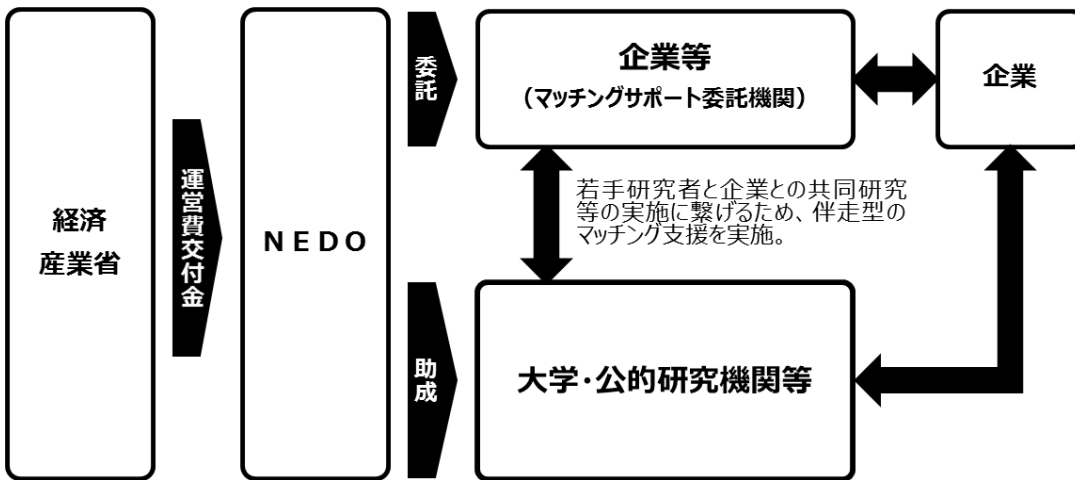 経済
産業省
運営費交付金
NEDO
委託
企業等
（マッチングサポート委託機関）
企業
若手研究者と企業との共同研究
等の実施に繋げるため、伴走型の
マッチング支援を実施。
助成
大学・公的研究機関等